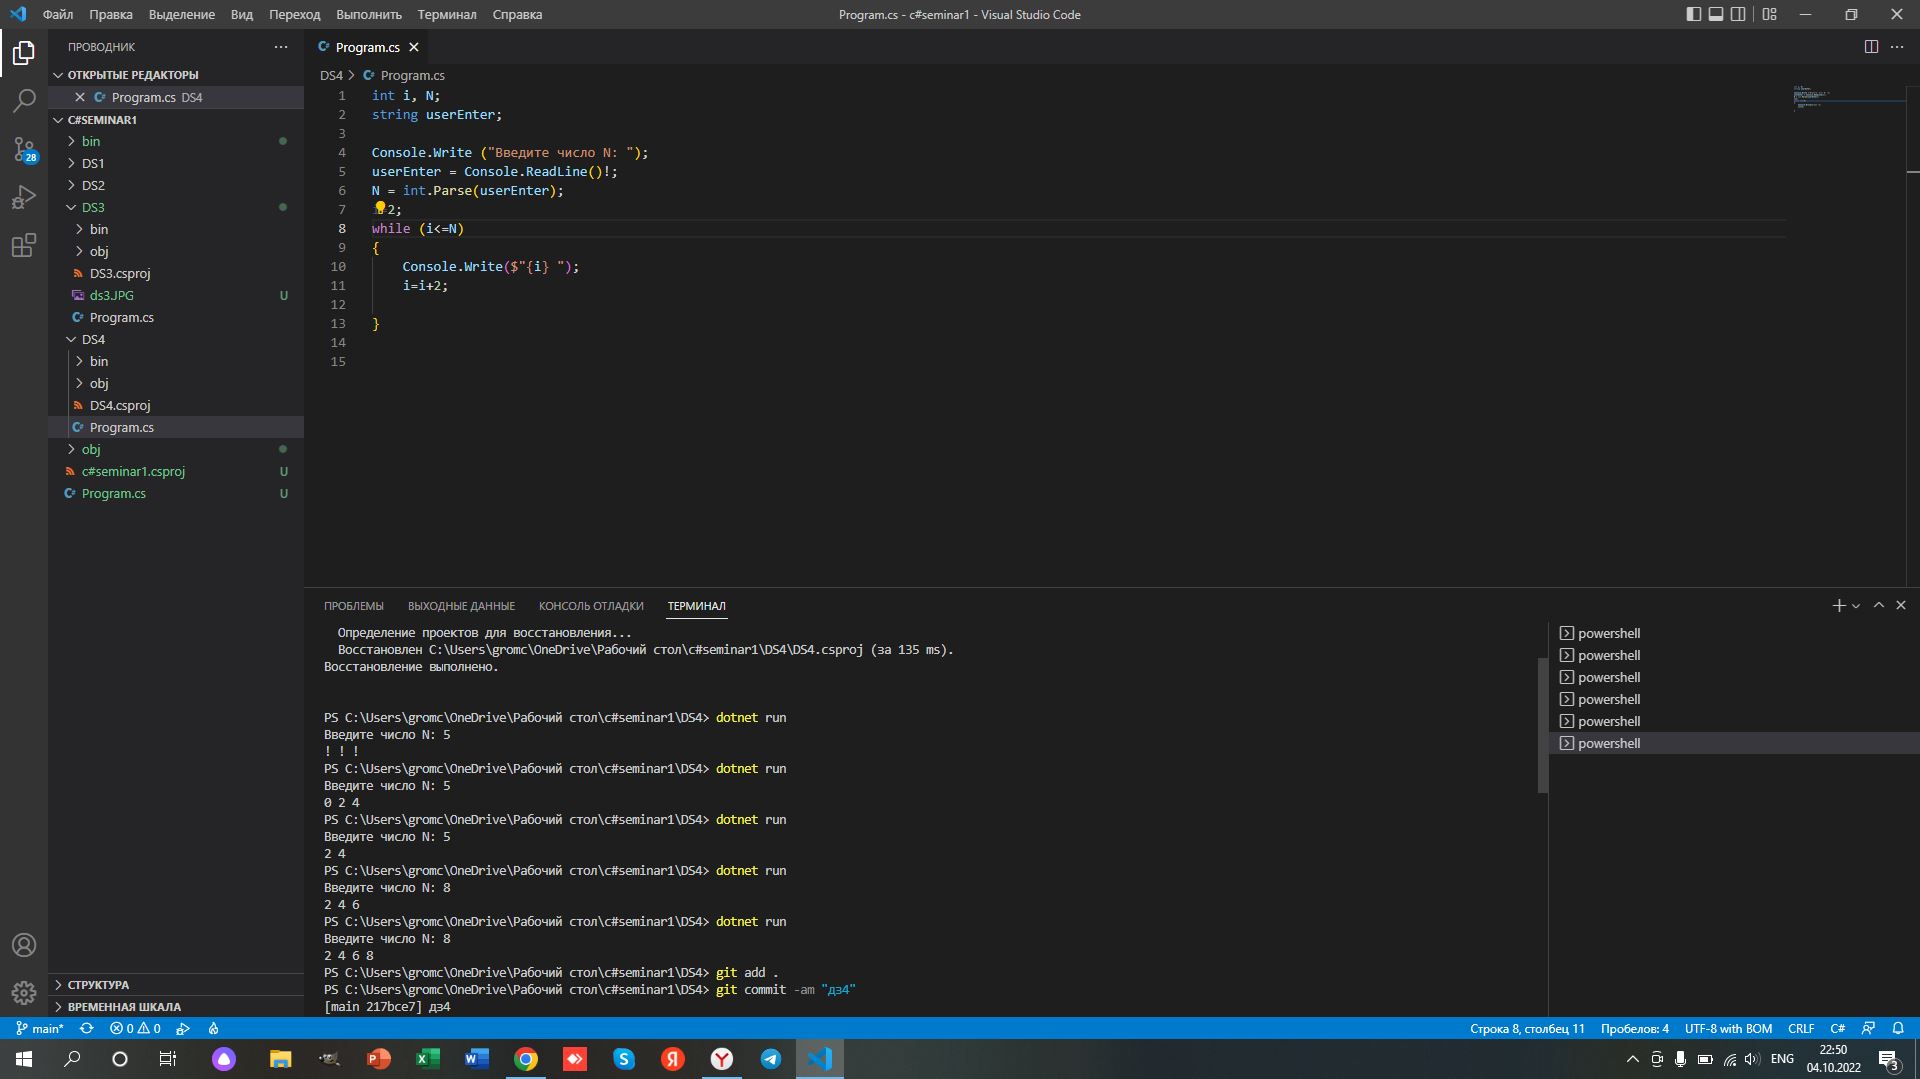 Файл Правка Выделение Вид Переход Выполнить Терминал Справка
Program.cs - c#seminar1 - Visual Studio Code
ПРОВОДНИК
ОТКРЫТЫЕ РЕДАКТОРЫ
Program.cs DS4
C#SEMINAR1
bin
DS1
DS2
DS3
bin
obj
DS3.csproj
ds3.JPG U
Program.cs
DS4
bin
obj
DS4.csproj
Program.cs
obj
c#seminar1.csproj U
Program.cs U
СТРУКТУРА
ВРЕМЕННАЯ ШКАЛА
28
Program.cs
DS4 > Program.cs
1 int i, N;
2 string userEnter;
3
4 Console.Write ("Введите число N: ");
5 userEnter = Console.ReadLine()!;
6 N = int.Parse(userEnter);
7 i=2;
8 while (i<=N)
9 {
10 Console.Write($"{i} ");
11 i=i+2;
12
13 }
14
15
ПРОБЛЕМЫ ВЫХОДНЫЕ ДАННЫЕ КОНСОЛЬ ОТЛАДКИ ТЕРМИНАЛ
Определение проектов для восстановления...
Восстановлен C:\Users\gromc\OneDrive\Рабочий стол\c#seminar1\DS4\DS4.csproj (за 135 ms).
Восстановление выполнено.
PS C:\Users\gromc\OneDrive\Рабочий стол\c#seminar1\DS4> dotnet run
Введите число N: 5
! ! !
PS C:\Users\gromc\OneDrive\Рабочий стол\c#seminar1\DS4> dotnet run
Введите число N: 5
0 2 4
PS C:\Users\gromc\OneDrive\Рабочий стол\c#seminar1\DS4> dotnet run
Введите число N: 5
2 4
PS C:\Users\gromc\OneDrive\Рабочий стол\c#seminar1\DS4> dotnet run
Введите число N: 8
2 4 6
PS C:\Users\gromc\OneDrive\Рабочий стол\c#seminar1\DS4> dotnet run
Введите число N: 8
2 4 6 8
PS C:\Users\gromc\OneDrive\Рабочий стол\c#seminar1\DS4> git add .
PS C:\Users\gromc\OneDrive\Рабочий стол\c#seminar1\DS4> git commit -am "дз4"
[main 217bce7] дз4
powershell
powershell
powershell
powershell
powershell
powershell
main* 0 0
Строка 8, столбец 11 Пробелов: 4 UTF-8 with BOM CRLF C#
ENG
22:50
04.10.2022
3